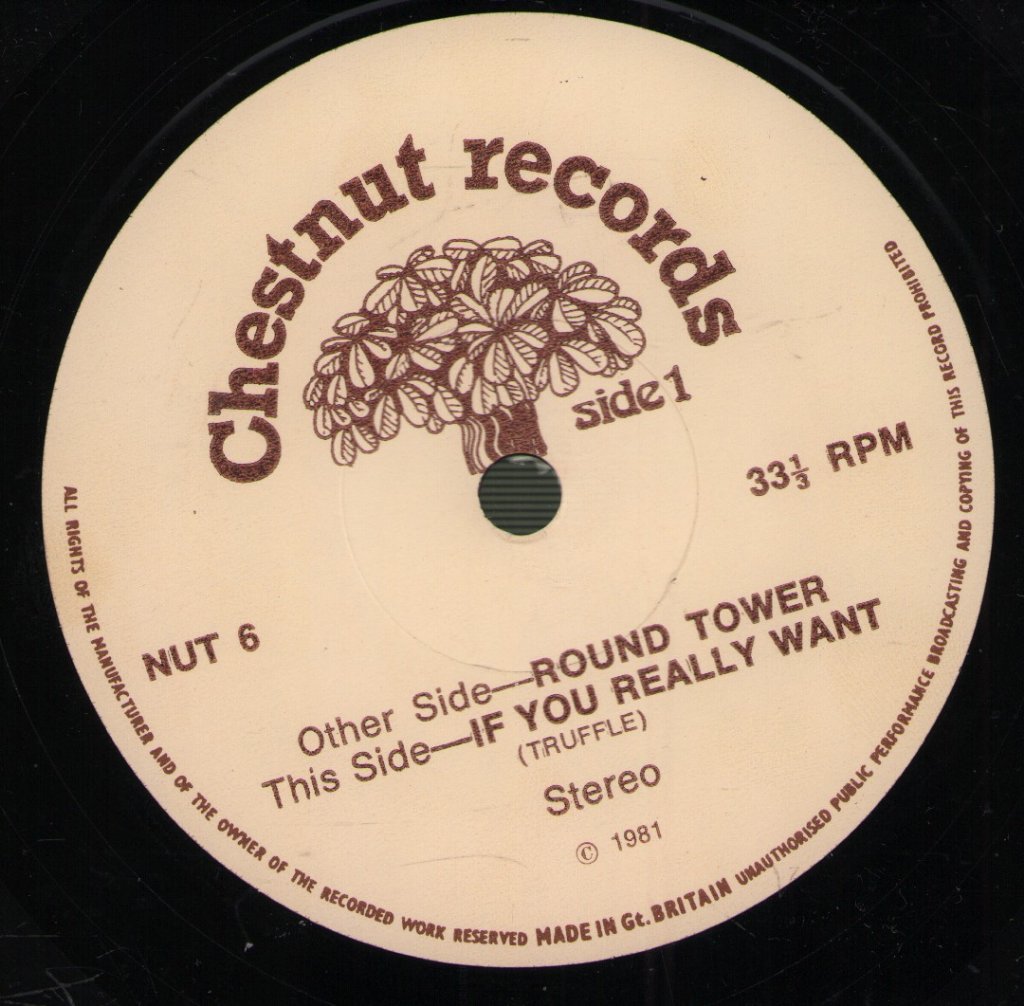 Chestnut records
side 1
33⅓ RPM
NUT 6
Other Side—ROUND TOWER
This Side—IF YOU REALLY WANT
(TRUFFLE)
Stereo
© 1981
ALL RIGHTS OF THE MANUFACTURER AND OF THE OWNER OF THE RECORDED WORK RESERVED MADE IN Gt. BRITAIN UNAUTHORISED PUBLIC PERFORMANCE BROADCASTING AND COPYING OF THIS RECORD PROHIBITED